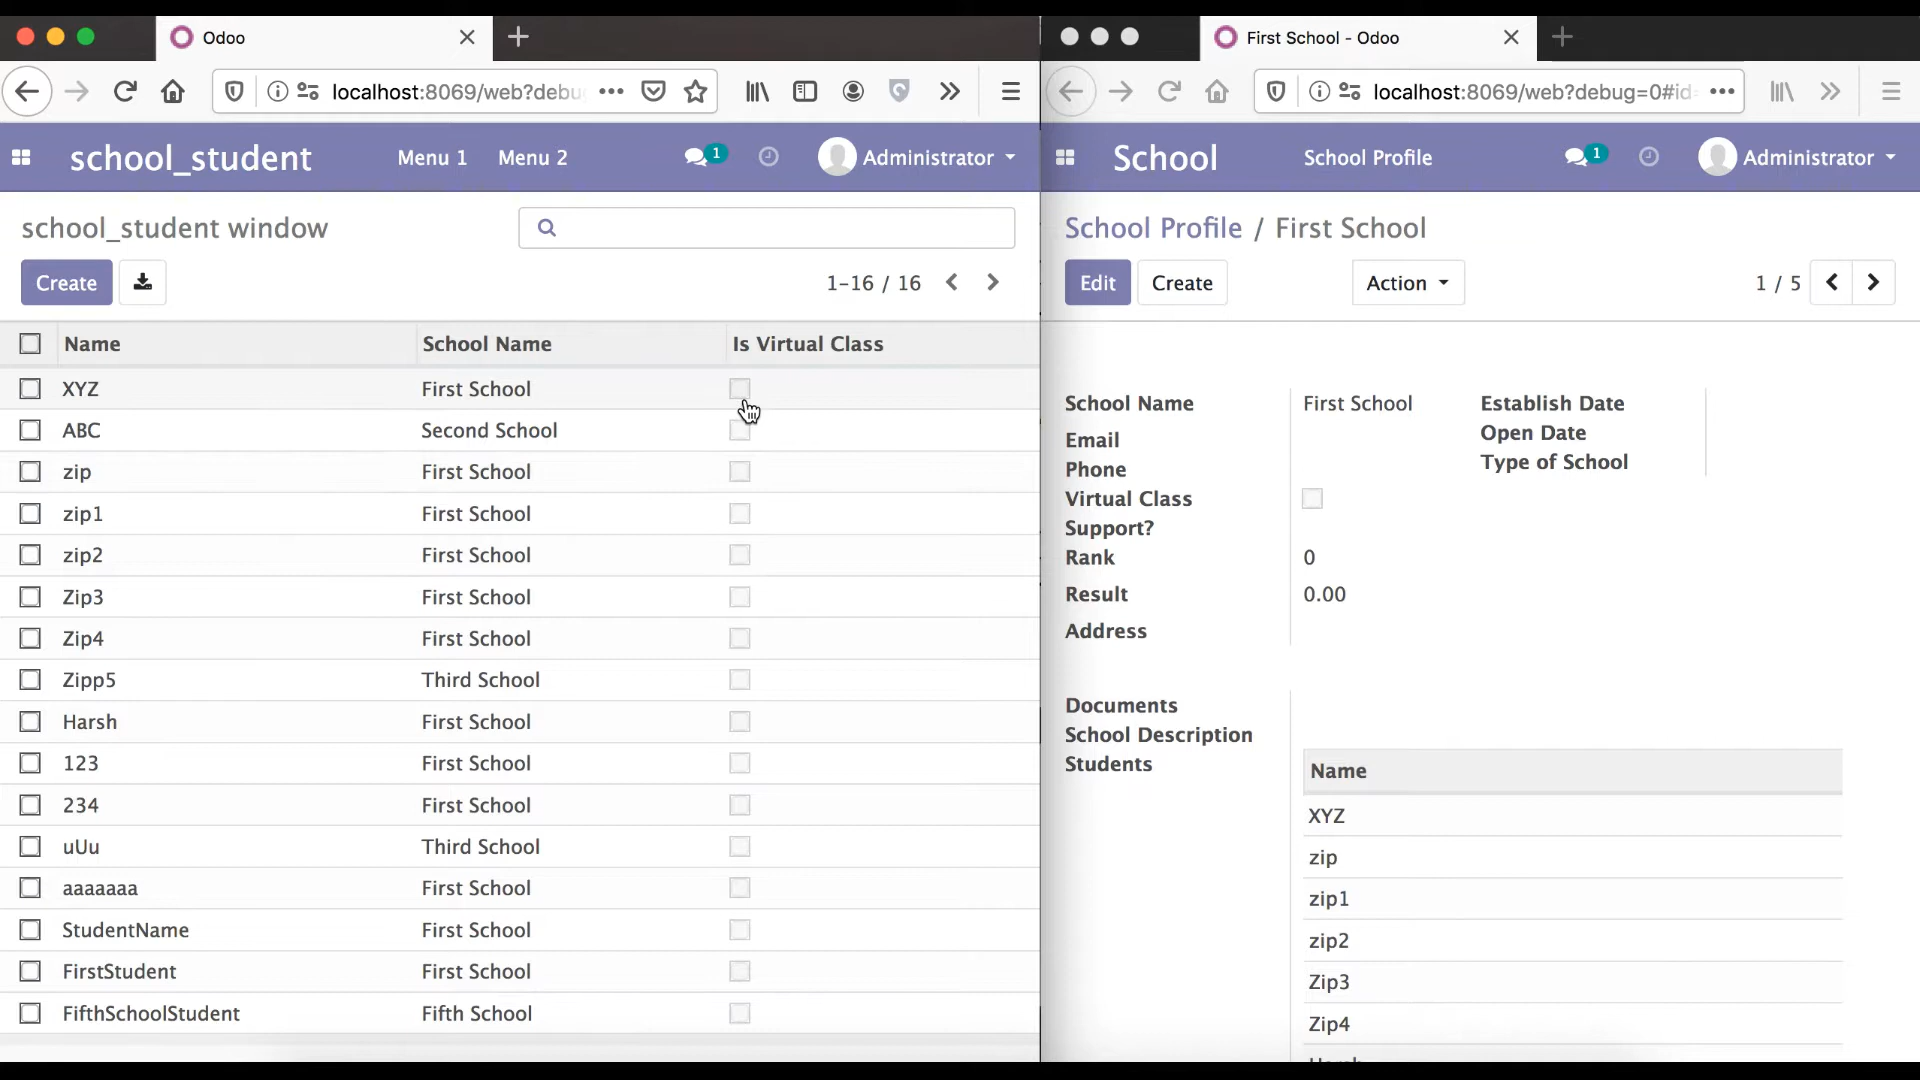 Odoo
localhost:8069/web?debu
school_student Menu 1 Menu 2 1 Administrator
school_student window
Create 1-16 / 16
Name School Name Is Virtual Class
XYZ First School
ABC Second School
zip First School
zip1 First School
zip2 First School
Zip3 First School
Zip4 First School
Zipp5 Third School
Harsh First School
123 First School
234 First School
uUu Third School
aaaaaaa First School
StudentName First School
FirstStudent First School
FifthSchoolStudent Fifth School
First School - Odoo
localhost:8069/web?debug=0#id=
School School Profile 1 Administrator
School Profile / First School
Edit Create Action 1 / 5
School Name First School
Email
Phone
Virtual Class
Support?
Rank 0
Result 0.00
Address
Establish Date
Open Date
Type of School
Documents
School Description
Students
Name
XYZ
zip
zip1
zip2
Zip3
Zip4